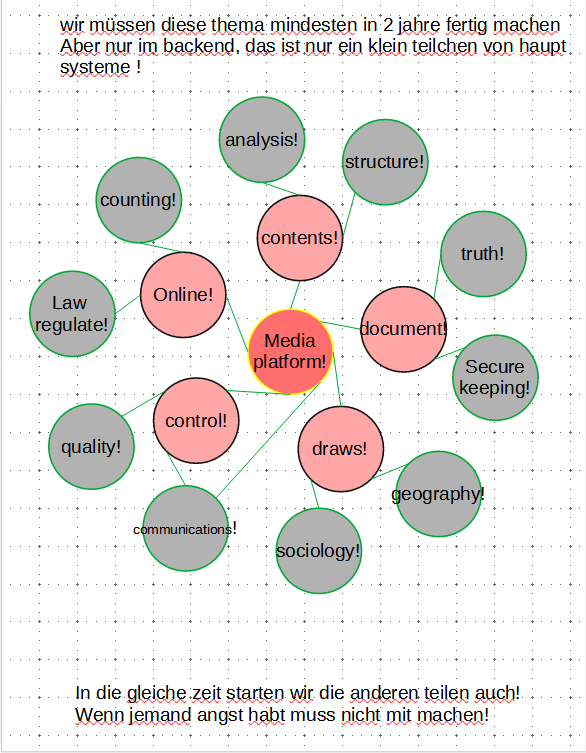 wir müssen diese thema mindesten in 2 jahre fertig machen
Aber nur im backend, das ist nur ein klein teilchen von haupt
systeme !
analysis!
structure!
counting!
contents!
truth!
Online!
Law
regulate!
document!
Media
platform!
Secure
keeping!
control!
quality!
draws!
geography!
communications!
sociology!
In die gleiche zeit starten wir die anderen teilen auch!
Wenn jemand angst habt muss nicht mit machen!